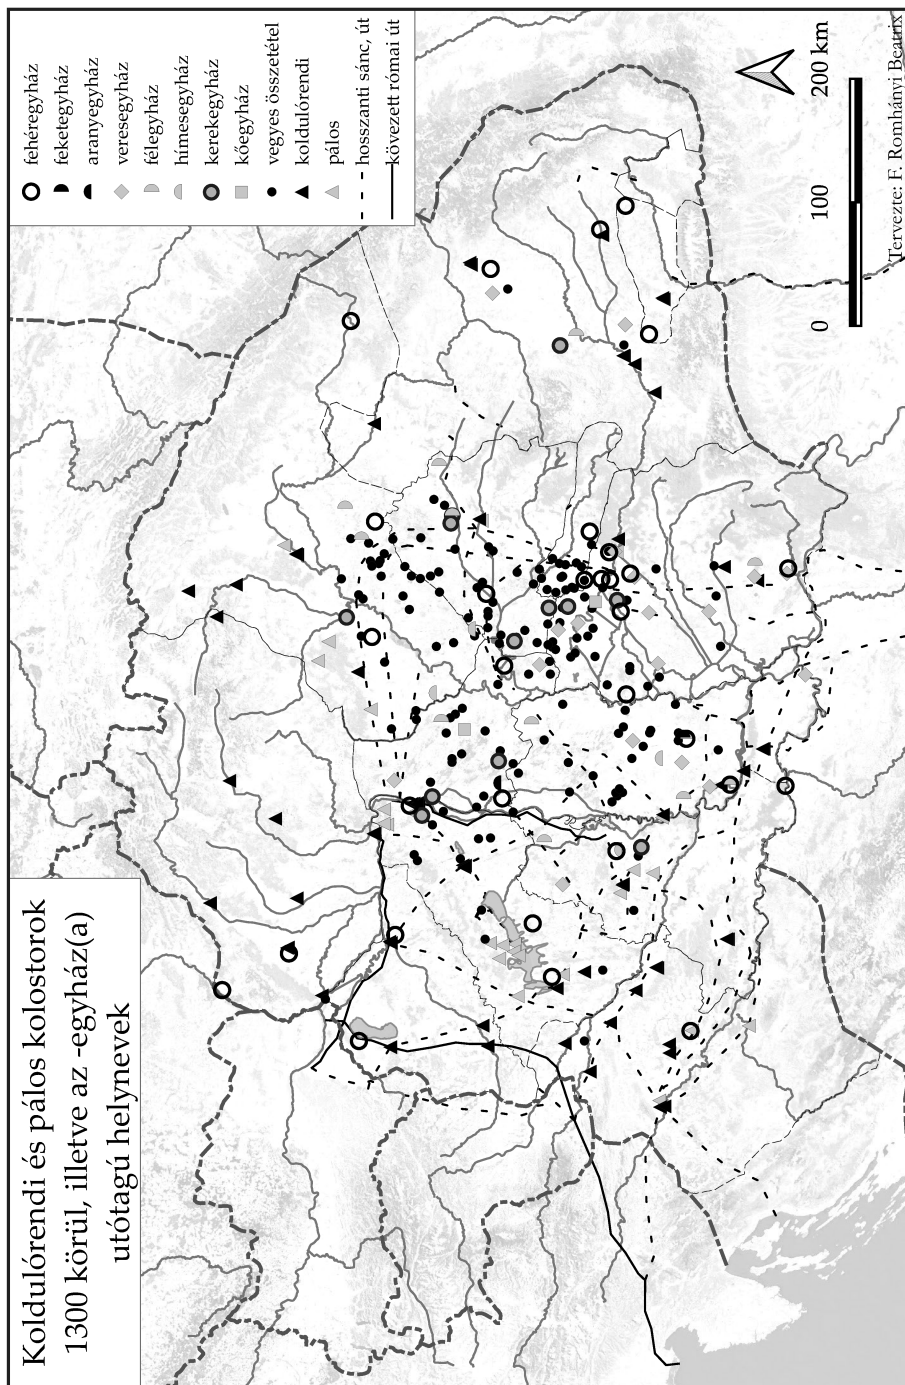 Koldulórendi és pálos kolostorok
1300 körül, illetve az -egyház(a)
utótagú helynevek
fehéregyház
feketegyház
aranyegyház
veresegyház
félegyház
hímesegyház
kerekegyház
kőegyház
vegyes összetétel
koldulórendi
pálos
hosszanti sánc, út
kövezett római út
0
100
200 km
Tervezte: F. Romhányi Beatrix